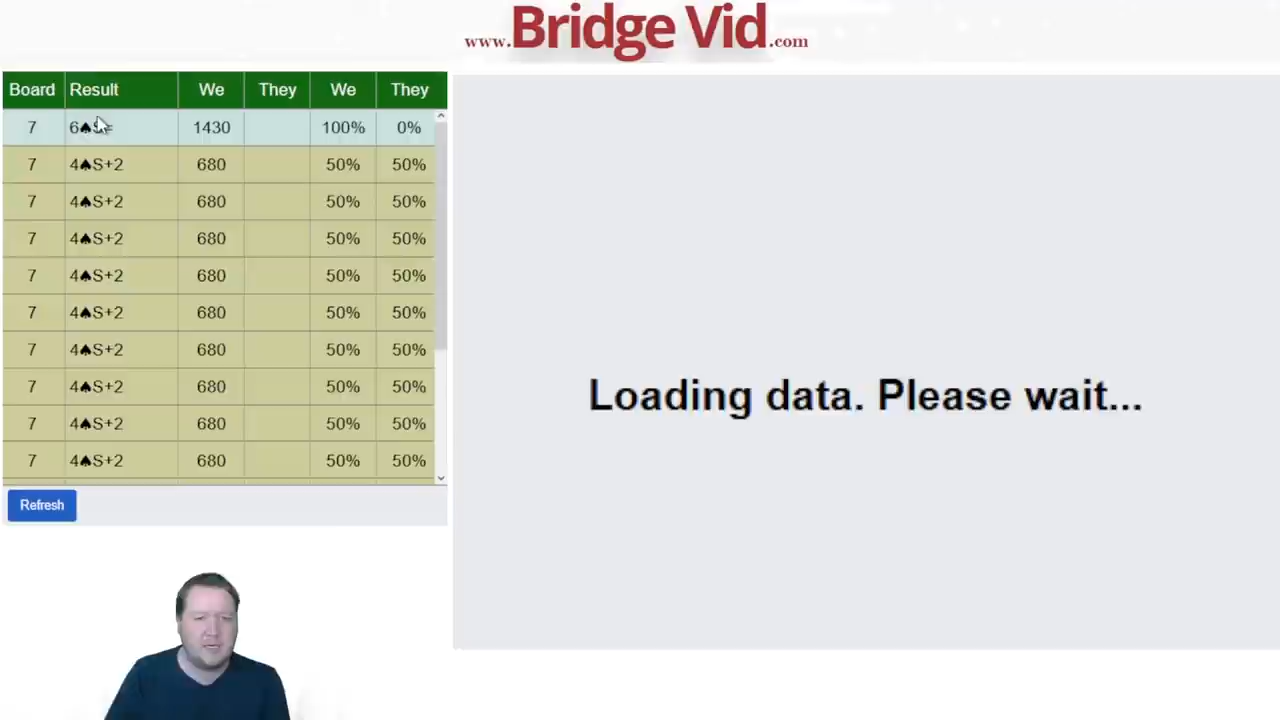 www.Bridge Vid.com
Board Result We They We They
7 6♠S= 1430 100% 0%
7 4♠S+2 680 50% 50%
7 4♠S+2 680 50% 50%
7 4♠S+2 680 50% 50%
7 4♠S+2 680 50% 50%
7 4♠S+2 680 50% 50%
7 4♠S+2 680 50% 50%
7 4♠S+2 680 50% 50%
7 4♠S+2 680 50% 50%
7 4♠S+2 680 50% 50%
Loading data. Please wait...
Refresh